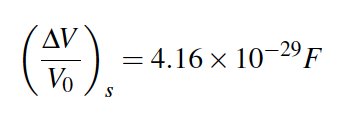 (ΔV/V₀)ₛ = 4.16 × 10⁻²⁹F